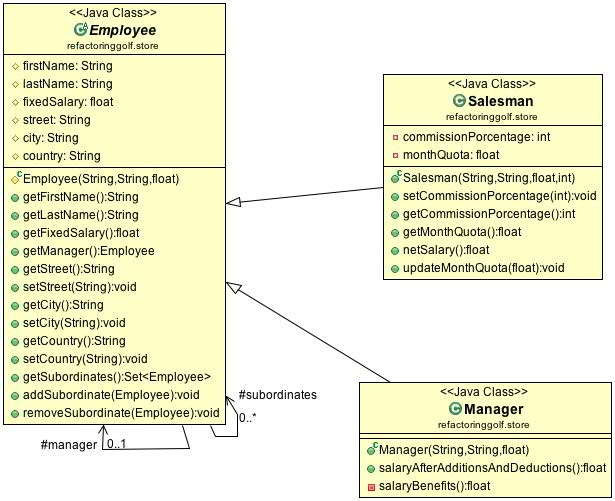 <<Java Class>>
Employee
refactoringgolf.store
firstName: String
lastName: String
fixedSalary: float
street: String
city: String
country: String
Employee(String,String,float)
getFirstName():String
getLastName():String
getFixedSalary():float
getManager():Employee
getStreet():String
setStreet(String):void
getCity():String
setCity(String):void
getCountry():String
setCountry(String):void
getSubordinates():Set<Employee>
addSubordinate(Employee):void
removeSubordinate(Employee):void
#manager
0..1
#subordinates
0..*
<<Java Class>>
Salesman
refactoringgolf.store
commissionPorcentage: int
monthQuota: float
Salesman(String,String,float,int)
setCommissionPorcentage(int):void
getCommissionPorcentage():int
getMonthQuota():float
netSalary():float
updateMonthQuota(float):void
<<Java Class>>
Manager
refactoringgolf.store
Manager(String,String,float)
salaryAfterAdditionsAndDeductions():float
salaryBenefits():float